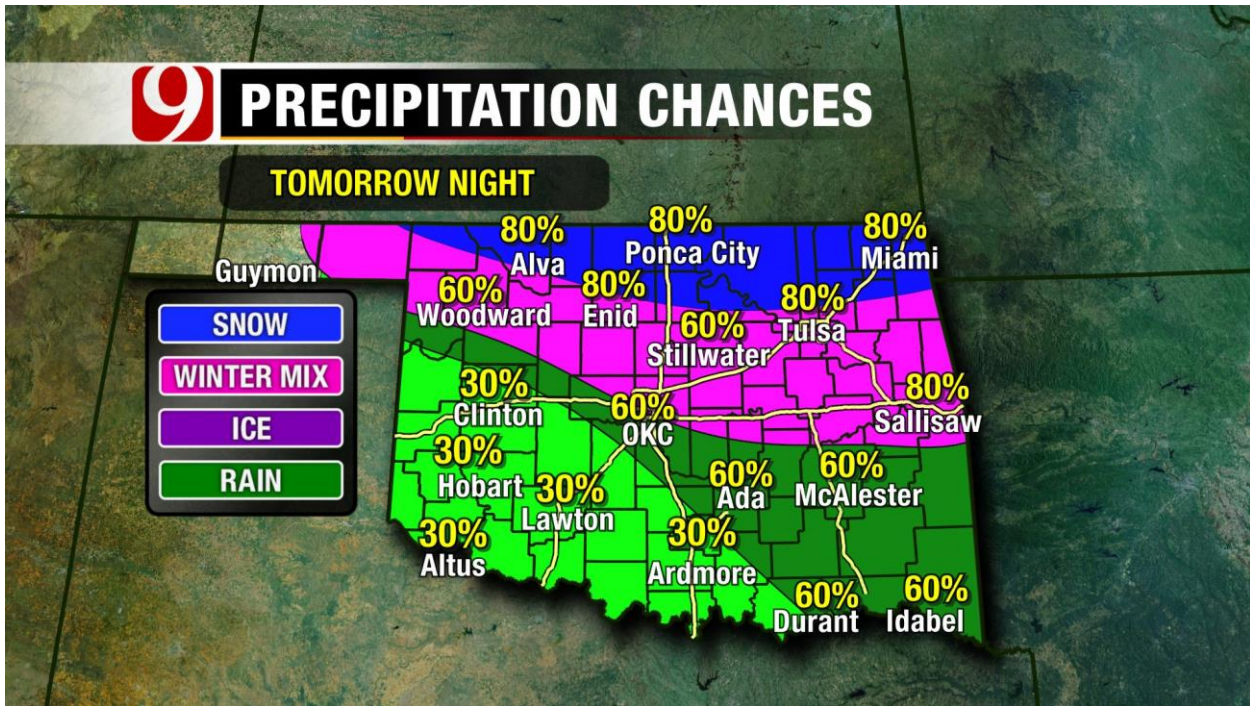 9 PRECIPITATION CHANCES
TOMORROW NIGHT
80%
Alva
80%
Ponca City
80%
Miami
Guymon
60%
Woodward
80%
Enid
60%
Stillwater
80%
Tulsa
SNOW
WINTER MIX
ICE
RAIN
30%
Clinton
60%
OKC
80%
Sallisaw
30%
Hobart
30%
Lawton
60%
Ada
60%
McAlester
30%
Altus
30%
Ardmore
60%
Durant
60%
Idabel